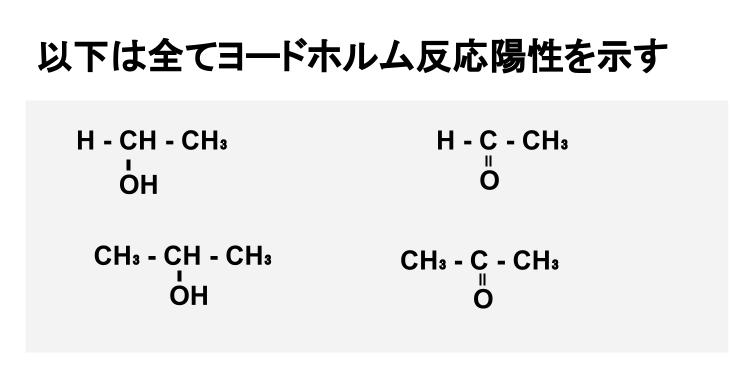 以下は全てヨードホルム反応陽性を示す
H - CH - CH₃
OH
H - C - CH₃
=
O
CH₃ - CH - CH₃
OH
CH₃ - C - CH₃
=
O